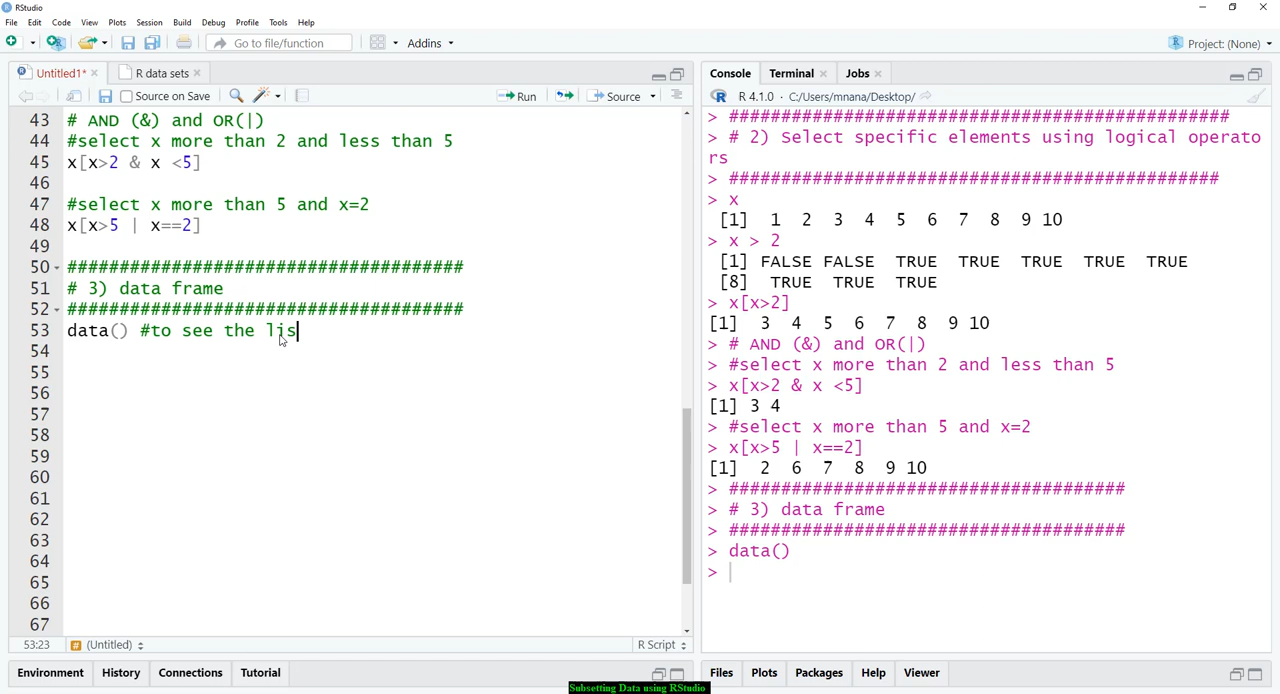 RStudio
File Edit Code View Plots Session Build Debug Profile Tools Help
Go to file/function Addins Project: (None)
Untitled1* R data sets
Source on Save Run Source
43 # AND (&) and OR(|)
44 #select x more than 2 and less than 5
45 x[x>2 & x <5]
46
47 #select x more than 5 and x=2
48 x[x>5 | x==2]
49
50 ######################################
51 # 3) data frame
52 ######################################
53 data() #to see the lis
54
55
56
57
58
59
60
61
62
63
64
65
66
67
53:23 # (Untitled) R Script
Environment History Connections Tutorial
Console Terminal Jobs
R R 4.1.0 · C:/Users/mnana/Desktop/
> ################################################
> # 2) Select specific elements using logical operato
rs
> ###############################################
> x
[1] 1 2 3 4 5 6 7 8 9 10
> x > 2
[1] FALSE FALSE TRUE TRUE TRUE TRUE TRUE
[8] TRUE TRUE TRUE
> x[x>2]
[1] 3 4 5 6 7 8 9 10
> # AND (&) and OR(|)
> #select x more than 2 and less than 5
> x[x>2 & x <5]
[1] 3 4
> #select x more than 5 and x=2
> x[x>5 | x==2]
[1] 2 6 7 8 9 10
> ######################################
> # 3) data frame
> ######################################
> data()
>
Files Plots Packages Help Viewer
Subsetting Data using RStudio